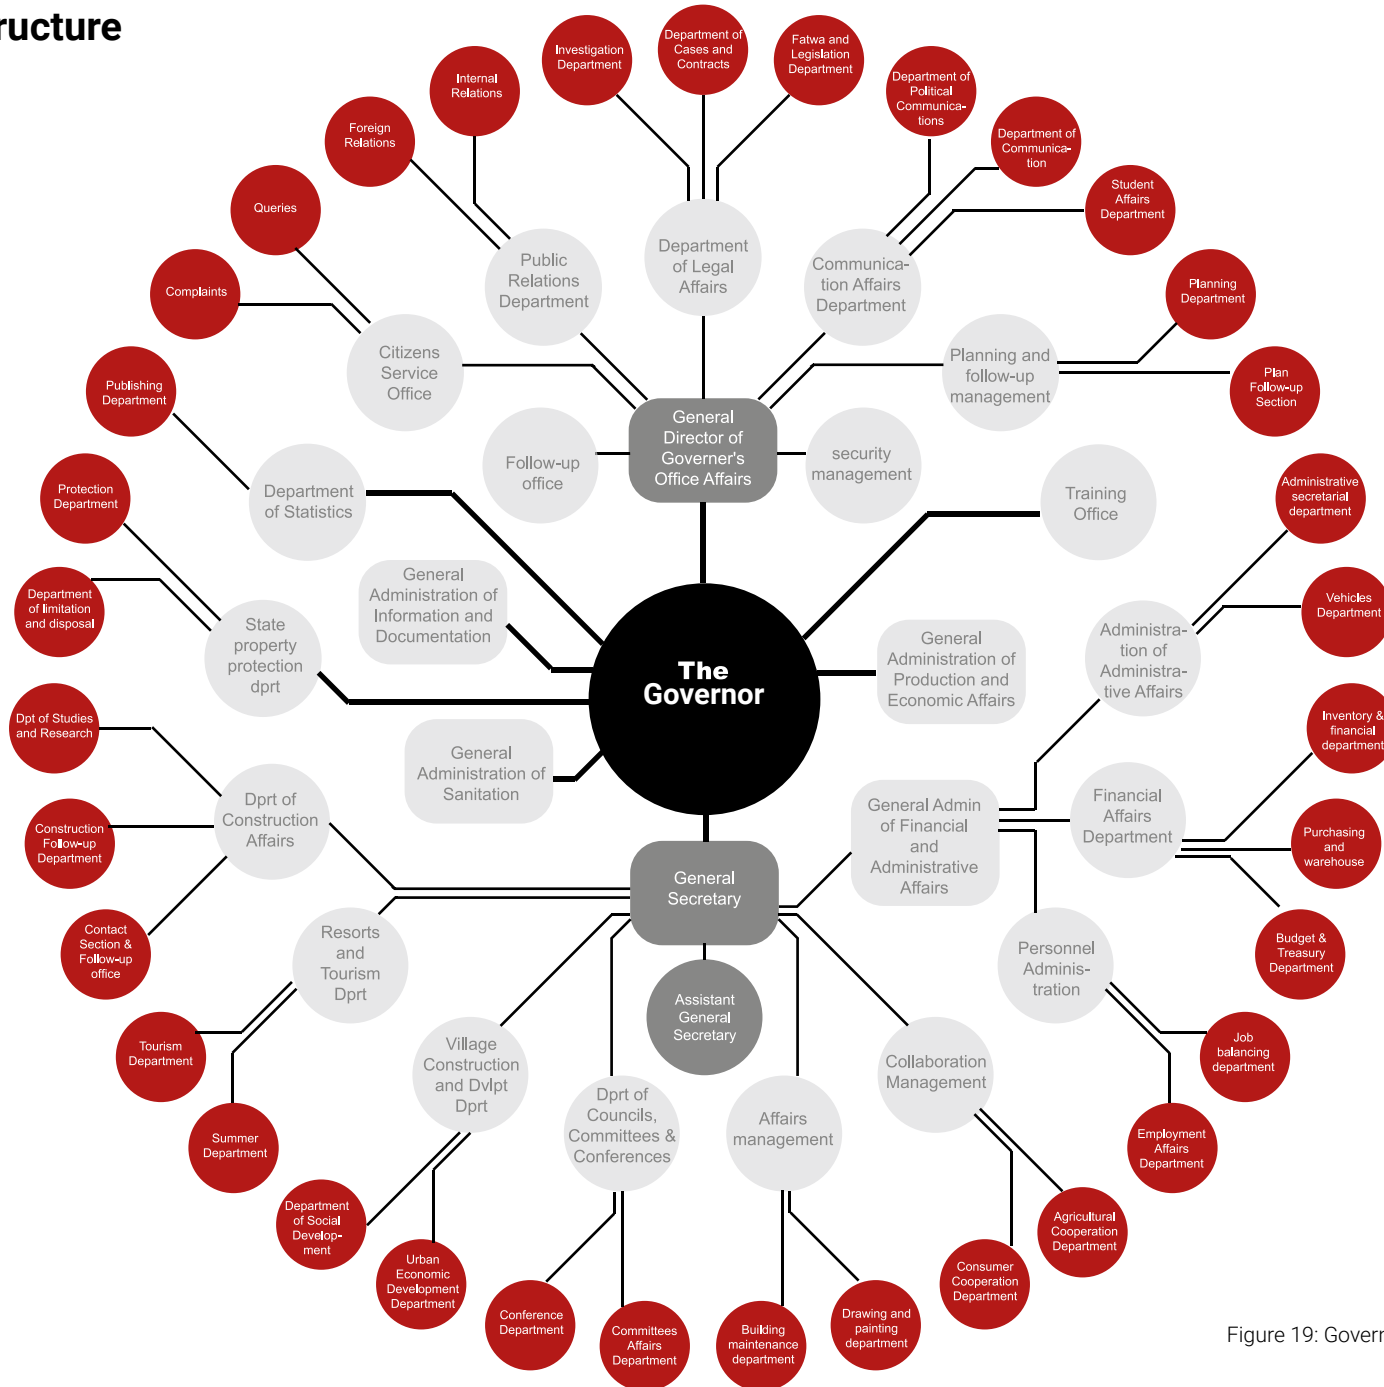 ructure
Department of
Cases and
Contracts
Investigation
Department
Fatwa and
Legislation
Department
Internal
Relations
Department of
Political
Communica-
tions
Foreign
Relations
Department of
Communica-
tion
Student
Affairs
Department
Queries
Complaints
Public
Relations
Department
Department
of Legal
Affairs
Communica-
tion Affairs
Department
Planning
Department
Citizens
Service
Office
Planning and
follow-up
management
Plan
Follow-up
Section
Publishing
Department
General
Director of
Governer's
Office Affairs
Follow-up
office
security
management
Protection
Department
Department
of Statistics
Training
Office
Administrative
secretarial
department
General
Administration of
Information and
Documentation
Department
of limitation
and disposal
State
property
protection
dprt
The
Governor
General
Administration of
Production and
Economic Affairs
Administra-
tion of
Administra-
tive Affairs
Vehicles
Department
Dpt of Studies
and Research
General
Administration of
Sanitation
Inventory &
financial
department
Dprt of
Construction
Affairs
General Admin
of Financial
and
Administrative
Affairs
Financial
Affairs
Department
Construction
Follow-up
Department
Purchasing
and
warehouse
General
Secretary
Contact
Section &
Follow-up
office
Resorts
and
Tourism
Dprt
Personnel
Adminis-
tration
Budget &
Treasury
Department
Assistant
General
Secretary
Tourism
Department
Village
Construction
and Dvlpt
Dprt
Collaboration
Management
Job
balancing
department
Dprt of
Councils,
Committees &
Conferences
Affairs
management
Summer
Department
Employment
Affairs
Department
Department
of Social
Develop-
ment
Agricultural
Cooperation
Department
Urban
Economic
Development
Department
Consumer
Cooperation
Department
Conference
Department
Committees
Affairs
Department
Building
maintenance
department
Drawing and
painting
department
Figure 19: Govern